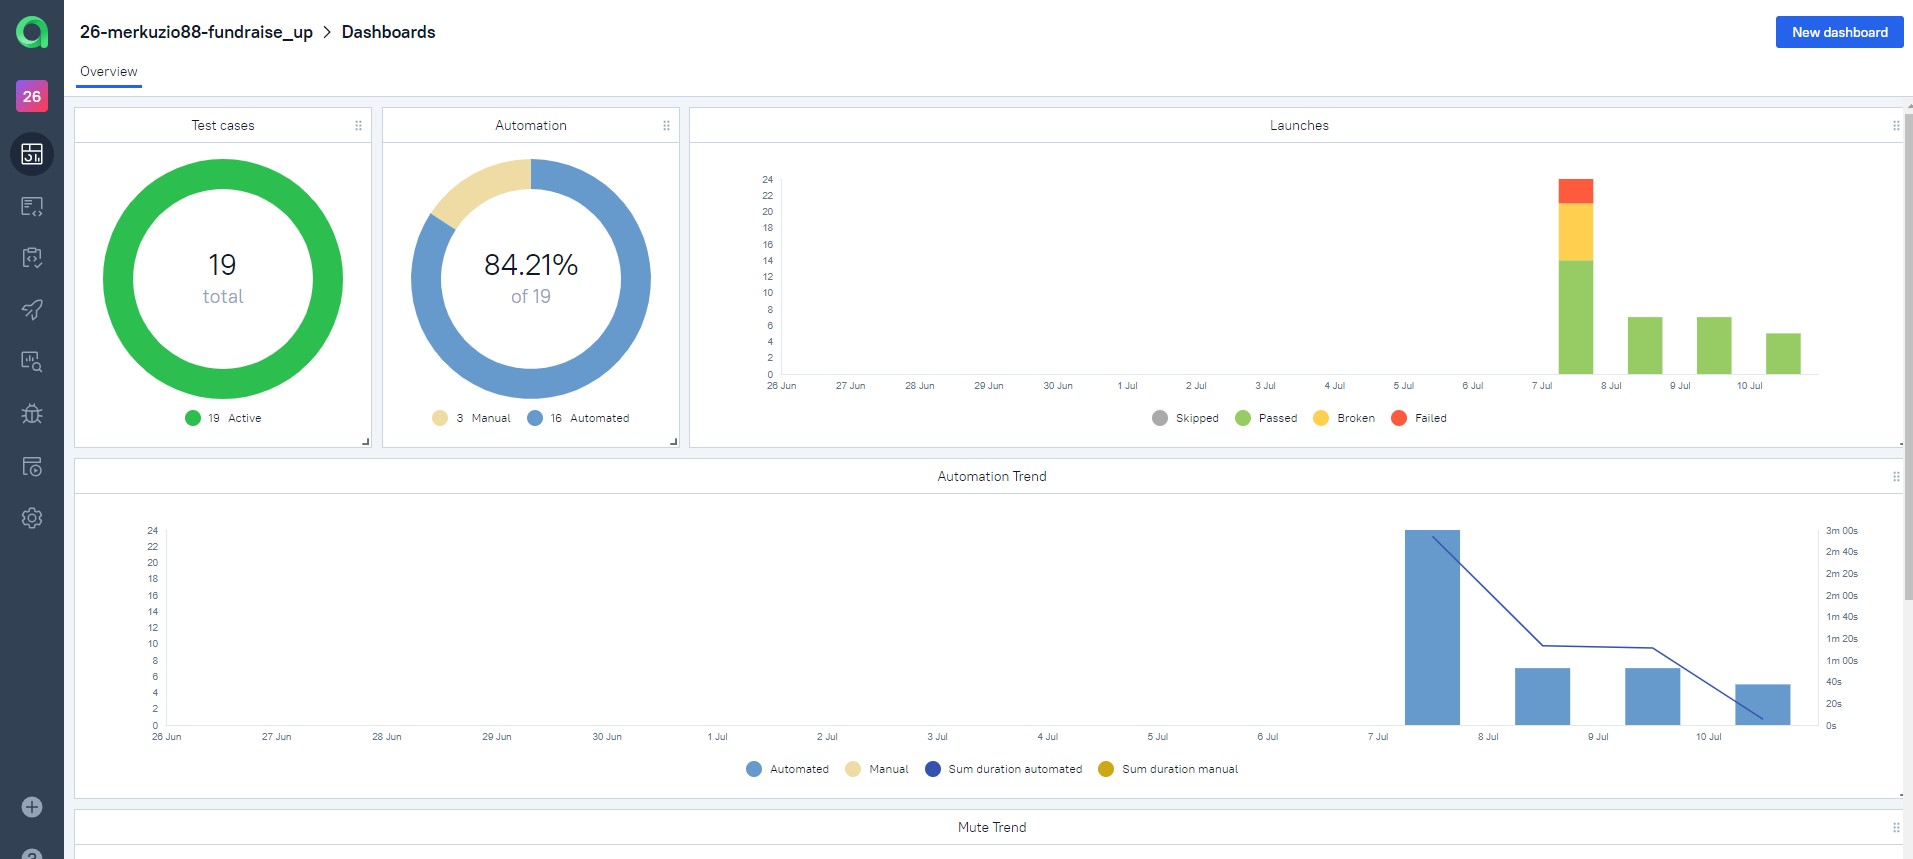 26-merkuzio88-fundraise_up > Dashboards
New dashboard
Overview
26
Test cases
19
total
19 Active
Automation
84.21%
of 19
3 Manual 16 Automated
Launches
24
22
20
18
16
14
12
10
8
6
4
2
0
26 Jun 27 Jun 28 Jun 29 Jun 30 Jun 1 Jul 2 Jul 3 Jul 4 Jul 5 Jul 6 Jul 7 Jul 8 Jul 9 Jul 10 Jul
Skipped Passed Broken Failed
Automation Trend
24
22
20
18
16
14
12
10
8
6
4
2
0
3m 00s
2m 40s
2m 20s
2m 00s
1m 40s
1m 20s
1m 00s
40s
20s
0s
26 Jun 27 Jun 28 Jun 29 Jun 30 Jun 1 Jul 2 Jul 3 Jul 4 Jul 5 Jul 6 Jul 7 Jul 8 Jul 9 Jul 10 Jul
Automated Manual Sum duration automated Sum duration manual
Mute Trend